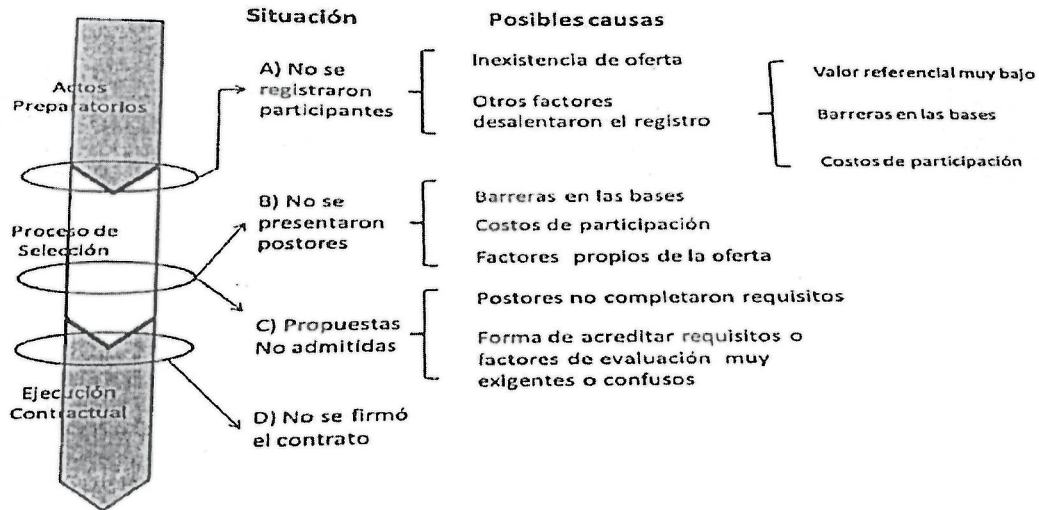 Situación
Posibles causas
Actos
Preparatorios
A) No se
registraron
participantes
Inexistencia de oferta
Otros factores
desalentaron el registro
Valor referencial muy bajo
Barreras en las bases
Costos de participación
Proceso de
Selección
B) No se
presentaron
postores
Barreras en las bases
Costos de participación
Factores propios de la oferta
C) Propuestas
No admitidas
Postores no completaron requisitos
Forma de acreditar requisitos o
factores de evaluación muy
exigentes o confusos
Ejecución
Contractual
D) No se firmó
el contrato